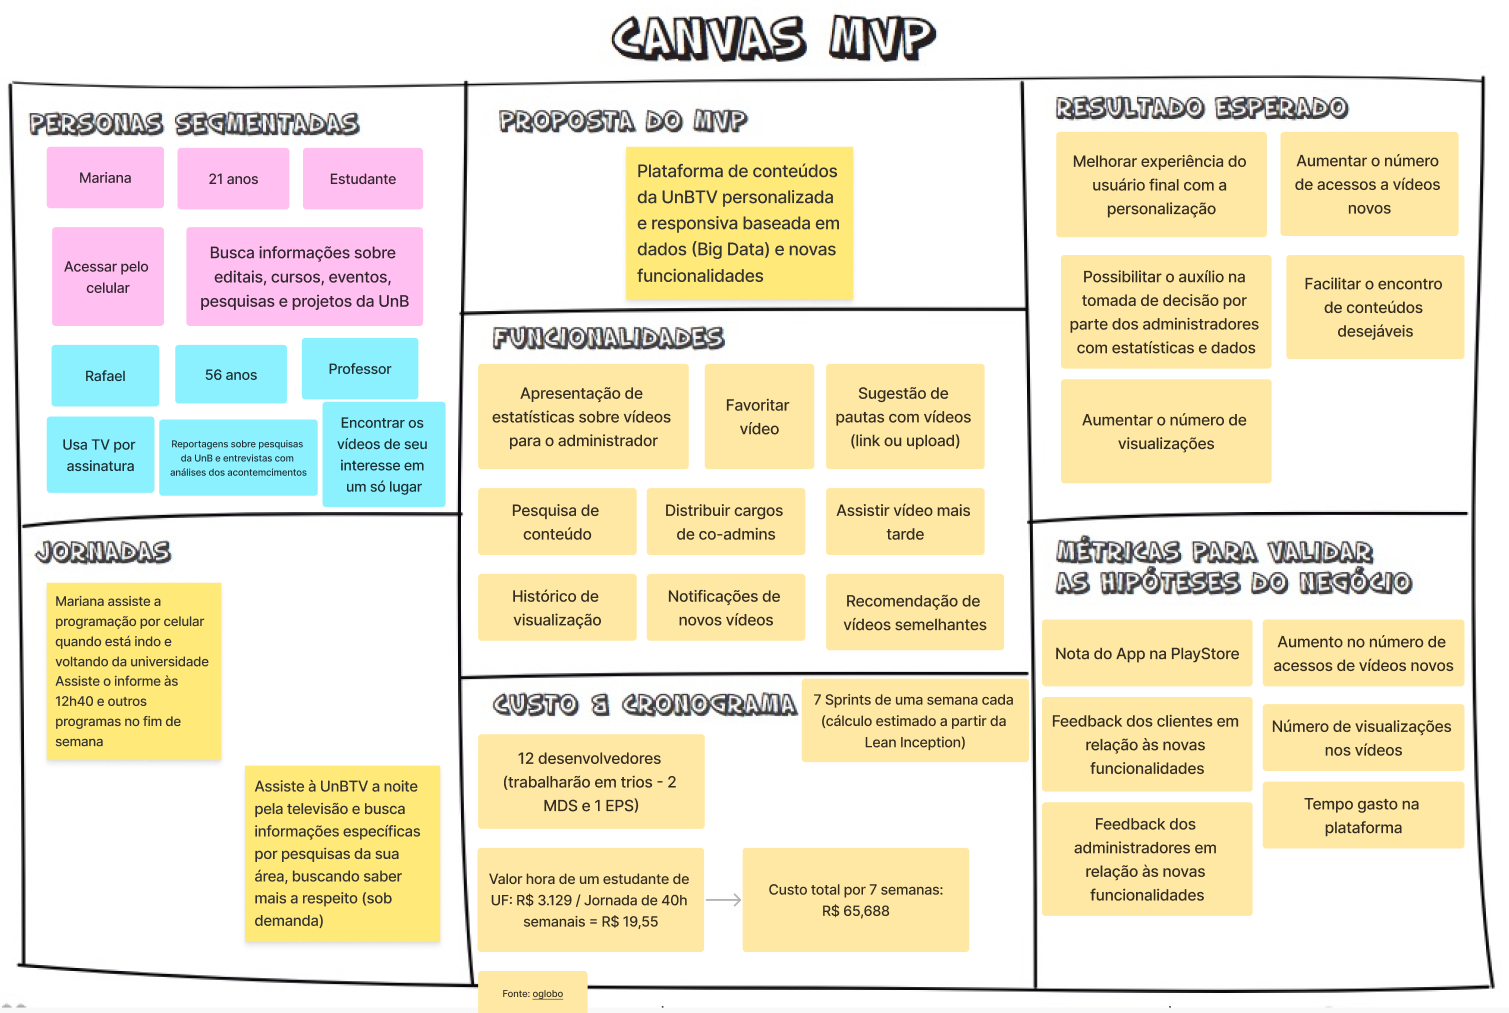 CANVAS MVP
PERSONAS SEGMENTADAS
Mariana
21 anos
Estudante
Acessar pelo
celular
Busca informações sobre
editais, cursos, eventos,
pesquisas e projetos da UnB
Rafael
56 anos
Professor
Usa TV por
assinatura
Reportagens sobre pesquisas
da UnB e entrevistas com
análises dos acontemcimentos
Encontrar os
vídeos de seu
interesse em
um só lugar
JORNADAS
Mariana assiste a
programação por celular
quando está indo e
voltando da universidade
Assiste o informe às
12h40 e outros
programas no fim de
semana
Assiste à UnBTV a noite
pela televisão e busca
informações específicas
por pesquisas da sua
área, buscando saber
mais a respeito (sob
demanda)
PROPOSTA DO MVP
Plataforma de conteúdos
da UnBTV personalizada
e responsiva baseada em
dados (Big Data) e novas
funcionalidades
FUNCIONALIDADES
Apresentação de
estatísticas sobre vídeos
para o administrador
Favoritar
vídeo
Sugestão de
pautas com vídeos
(link ou upload)
Pesquisa de
conteúdo
Distribuir cargos
de co-admins
Assistir vídeo mais
tarde
Histórico de
visualização
Notificações de
novos vídeos
Recomendação de
vídeos semelhantes
CUSTO & CRONOGRAMA
7 Sprints de uma semana cada
(cálculo estimado a partir da
Lean Inception)
12 desenvolvedores
(trabalharão em trios - 2
MDS e 1 EPS)
Valor hora de um estudante de
UF: R$ 3.129 / Jornada de 40h
semanais = R$ 19,55
Custo total por 7 semanas:
R$ 65,688
Fonte: oglobo
RESULTADO ESPERADO
Melhorar experiência do
usuário final com a
personalização
Aumentar o número
de acessos a vídeos
novos
Possibilitar o auxílio na
tomada de decisão por
parte dos administradores
com estatísticas e dados
Facilitar o encontro
de conteúdos
desejáveis
Aumentar o número de
visualizações
MÉTRICAS PARA VALIDAR
AS HIPÓTESES DO NEGÓCIO
Nota do App na PlayStore
Aumento no número de
acessos de vídeos novos
Feedback dos clientes em
relação às novas
funcionalidades
Número de visualizações
nos vídeos
Feedback dos
administradores em
relação às novas
funcionalidades
Tempo gasto na
plataforma